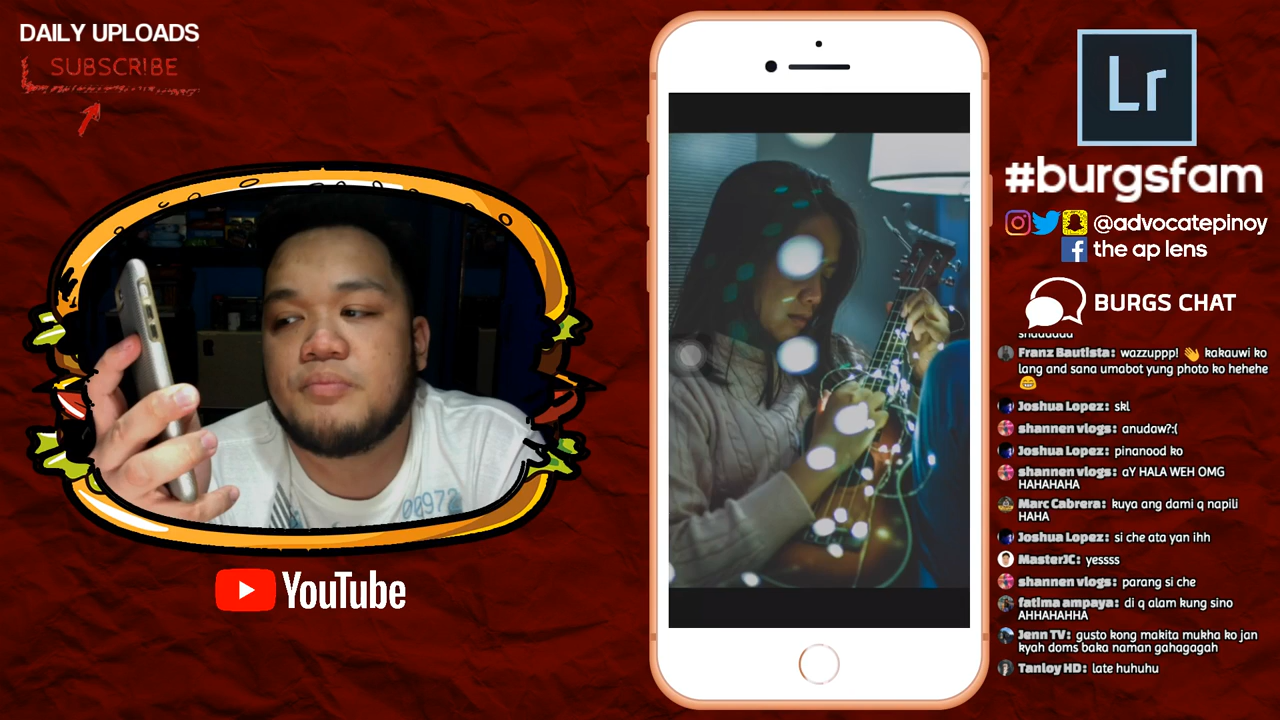 DAILY UPLOADS
SUBSCRIBE
00972
YouTube
Lr
#burgsfam
@advocatepinoy
the ap lens
BURGS CHAT
Franz Bautista: wazzuppp! 👋 kakauwi ko
lang and sana umabot yung photo ko hehehe
😁
Joshua Lopez: skl
shannen vlogs: anudaw?:(
Joshua Lopez: pinanood ko
shannen vlogs: aY HALA WEH OMG
HAHAHAHA
Marc Cabrera: kuya ang dami q napili
HAHA
Joshua Lopez: si che ata yan ihh
MasterJC: yessss
shannen vlogs: parang si che
fatima ampaya: di q alam kung sino
AHHAHAHHA
Jenn TV: gusto kong makita mukha ko jan
kyah doms baka naman gahagagah
Tanloy HD: late huhuhu